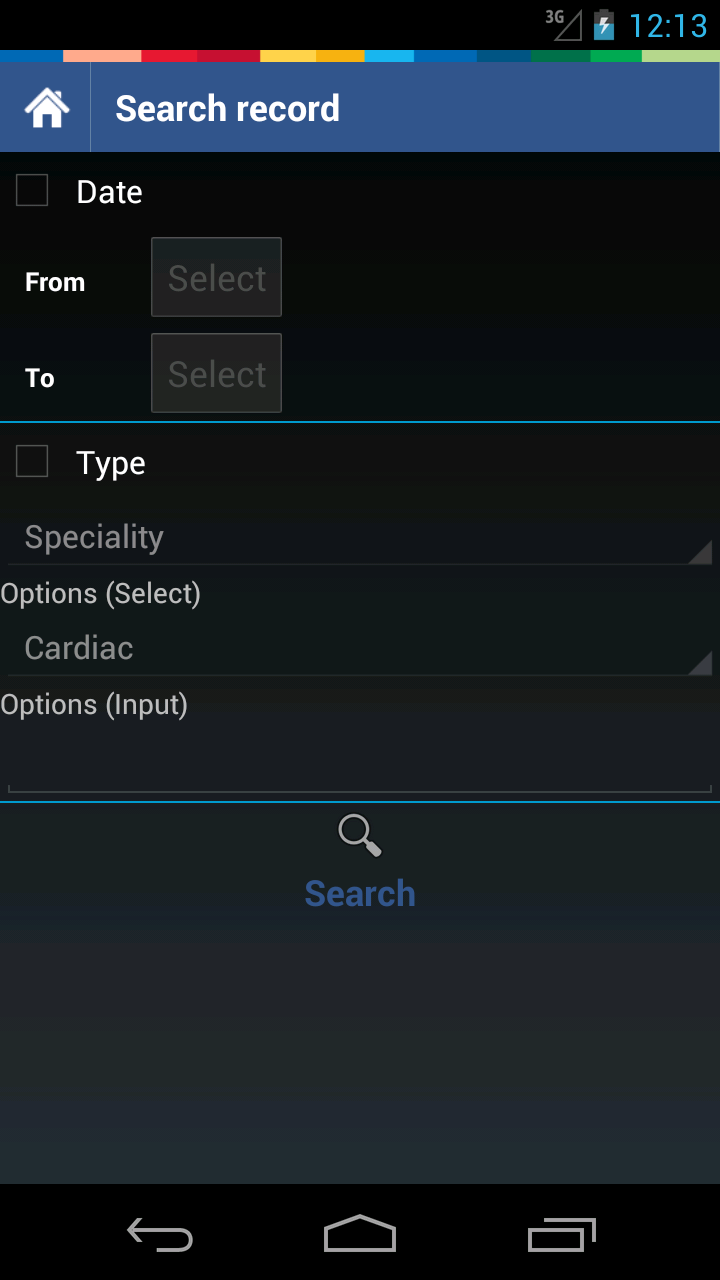 3G 12:13
Search record
Date
From Select
To Select
Type
Speciality
Options (Select)
Cardiac
Options (Input)
Search